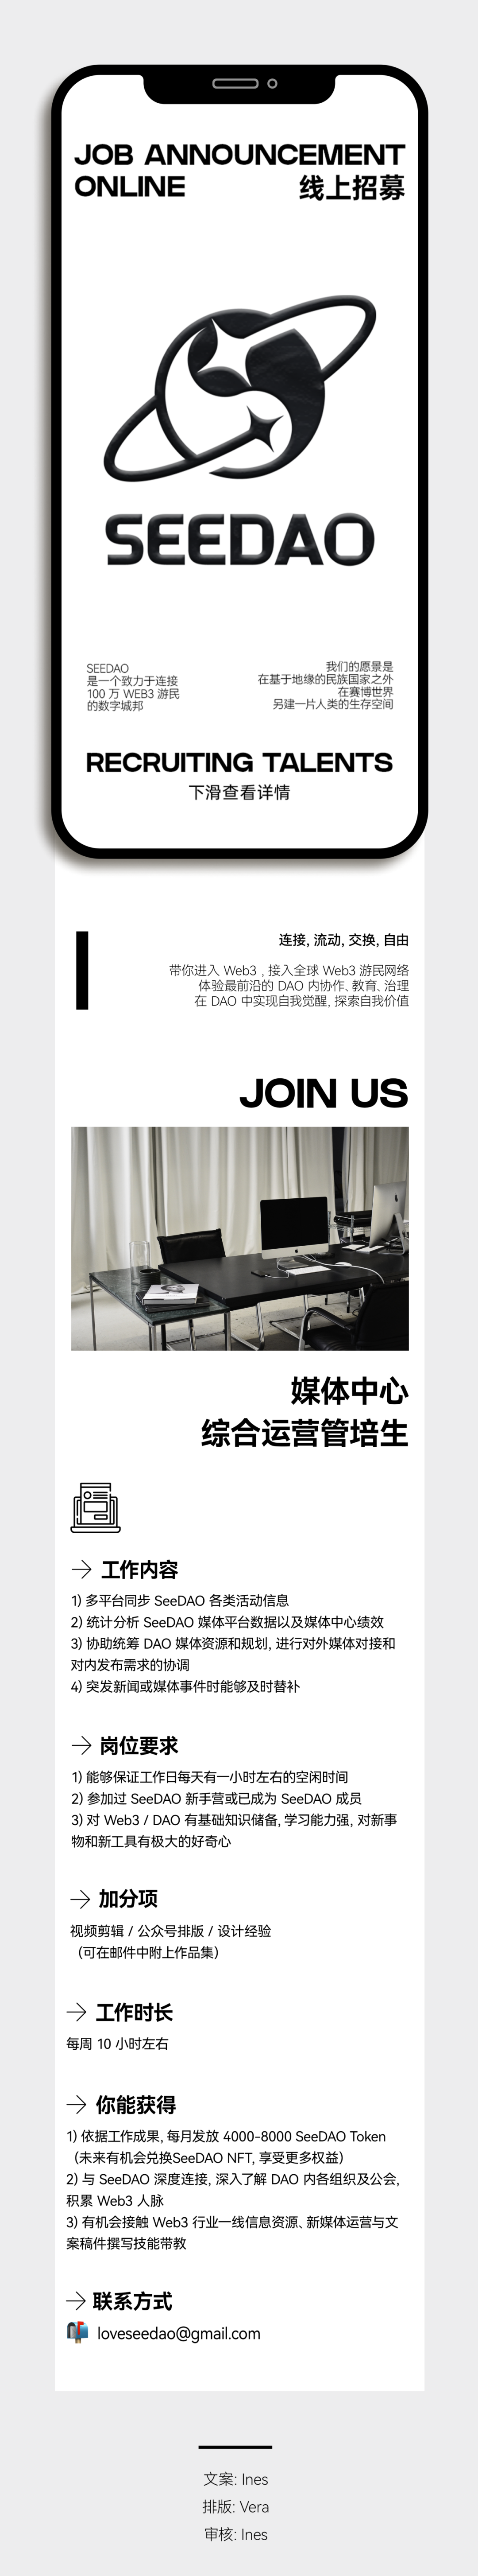 JOB ANNOUNCEMENT
ONLINE 线上招募
SEEDAO
SEEDAO
是一个致力于连接
100 万 WEB3 游民
的数字城邦
我们的愿景是
在基于地缘的民族国家之外
在赛博世界
另建一片人类的生存空间
RECRUITING TALENTS
下滑查看详情
连接, 流动, 交换, 自由
带你进入 Web3 , 接入全球 Web3 游民网络
体验最前沿的 DAO 内协作、教育、治理
在 DAO 中实现自我觉醒, 探索自我价值
JOIN US
媒体中心
综合运营管培生
工作内容
1) 多平台同步 SeeDAO 各类活动信息
2) 统计分析 SeeDAO 媒体平台数据以及媒体中心绩效
3) 协助统筹 DAO 媒体资源和规划, 进行对外媒体对接和
对内发布需求的协调
4) 突发新闻或媒体事件时能够及时替补
岗位要求
1) 能够保证工作日每天有一小时左右的空闲时间
2) 参加过 SeeDAO 新手营或已成为 SeeDAO 成员
3) 对 Web3 / DAO 有基础知识储备, 学习能力强, 对新事
物和新工具有极大的好奇心
加分项
视频剪辑 / 公众号排版 / 设计经验
（可在邮件中附上作品集）
工作时长
每周 10 小时左右
你能获得
1) 依据工作成果, 每月发放 4000-8000 SeeDAO Token
（未来有机会兑换SeeDAO NFT, 享受更多权益）
2) 与 SeeDAO 深度连接, 深入了解 DAO 内各组织及公会,
积累 Web3 人脉
3) 有机会接触 Web3 行业一线信息资源、新媒体运营与文
案稿件撰写技能带教
联系方式
loveseedao@gmail.com
文案: Ines
排版: Vera
审核: Ines